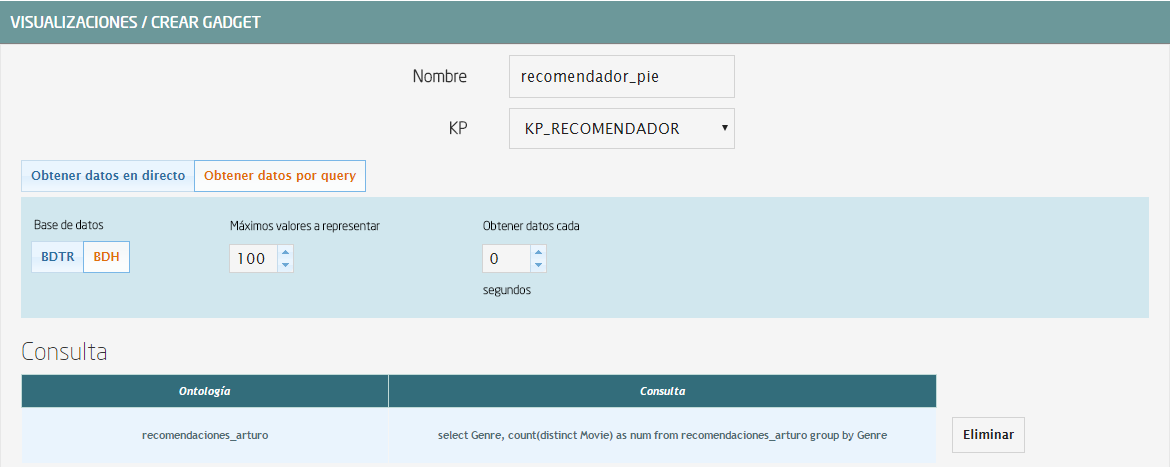 VISUALIZACIONES / CREAR GADGET
Nombre recomendador_pie
KP KP_RECOMENDADOR
Obtener datos en directo Obtener datos por query
Base de datos Máximos valores a representar Obtener datos cada
BDTR BDH 100 0
segundos
Consulta
Ontología Consulta
recomendaciones_arturo select Genre, count(distinct Movie) as num from recomendaciones_arturo group by Genre Eliminar